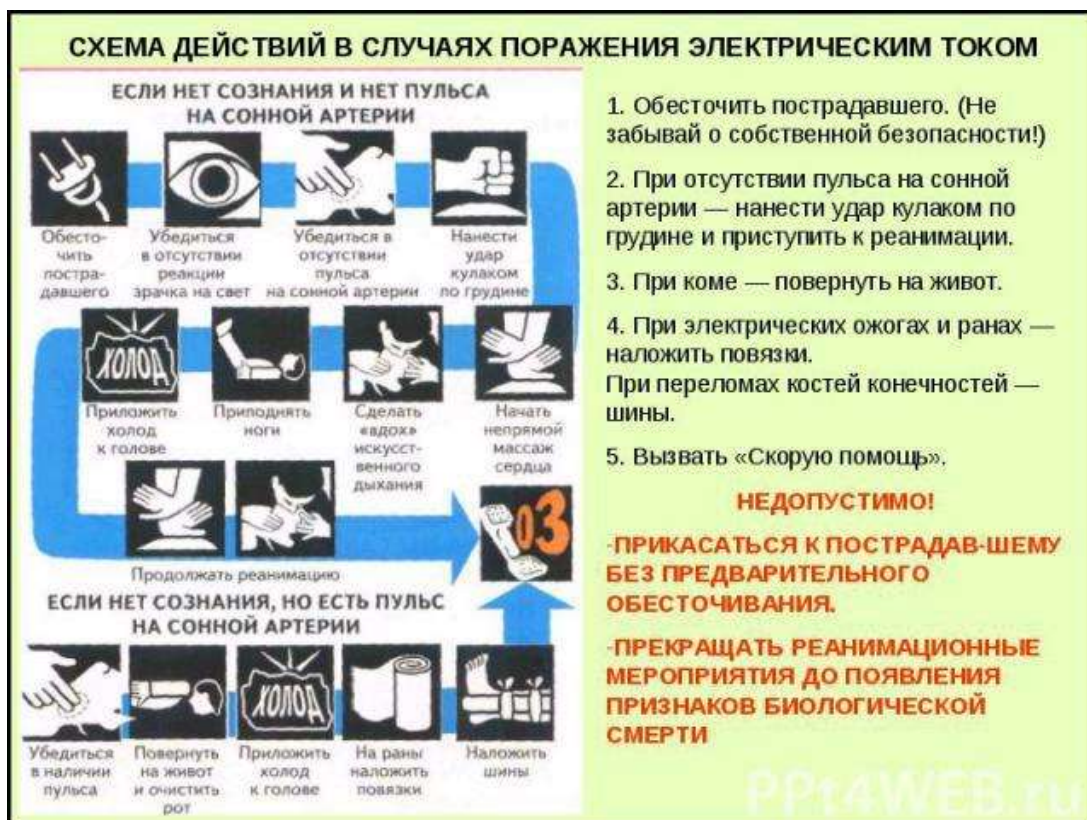 СХЕМА ДЕЙСТВИЙ В СЛУЧАЯХ ПОРАЖЕНИЯ ЭЛЕКТРИЧЕСКИМ ТОКОМ
ЕСЛИ НЕТ СОЗНАНИЯ И НЕТ ПУЛЬСА
НА СОННОЙ АРТЕРИИ
Обесто-
чить
постра-
давшего
Убедиться
в отсутствии
реакции
зрачка на свет
Убедиться в
отсутствии
пульса
на сонной артерии
Нанести
удар
кулаком
по грудине
ХОЛОД
Приложить
холод
к голове
Приподнять
ноги
Сделать
«вдох»
искусст-
венного
дыхания
Начать
непрямой
массаж
сердца
03
Продолжать реанимацию
ЕСЛИ НЕТ СОЗНАНИЯ, НО ЕСТЬ ПУЛЬС
НА СОННОЙ АРТЕРИИ
ХОЛОД
Убедиться
в наличии
пульса
Повернуть
на живот
и очистить
рот
Приложить
холод
к голове
На раны
наложить
повязки
Наложить
шины
1. Обесточить пострадавшего. (Не
забывай о собственной безопасности!)
2. При отсутствии пульса на сонной
артерии — нанести удар кулаком по
грудине и приступить к реанимации.
3. При коме — повернуть на живот.
4. При электрических ожогах и ранах —
наложить повязки.
При переломах костей конечностей —
шины.
5. Вызвать «Скорую помощь».
НЕДОПУСТИМО!
-ПРИКАСАТЬСЯ К ПОСТРАДАВ-ШЕМУ
БЕЗ ПРЕДВАРИТЕЛЬНОГО
ОБЕСТОЧИВАНИЯ.
-ПРЕКРАЩАТЬ РЕАНИМАЦИОННЫЕ
МЕРОПРИЯТИЯ ДО ПОЯВЛЕНИЯ
ПРИЗНАКОВ БИОЛОГИЧЕСКОЙ
СМЕРТИ
PPt4WEB.ru